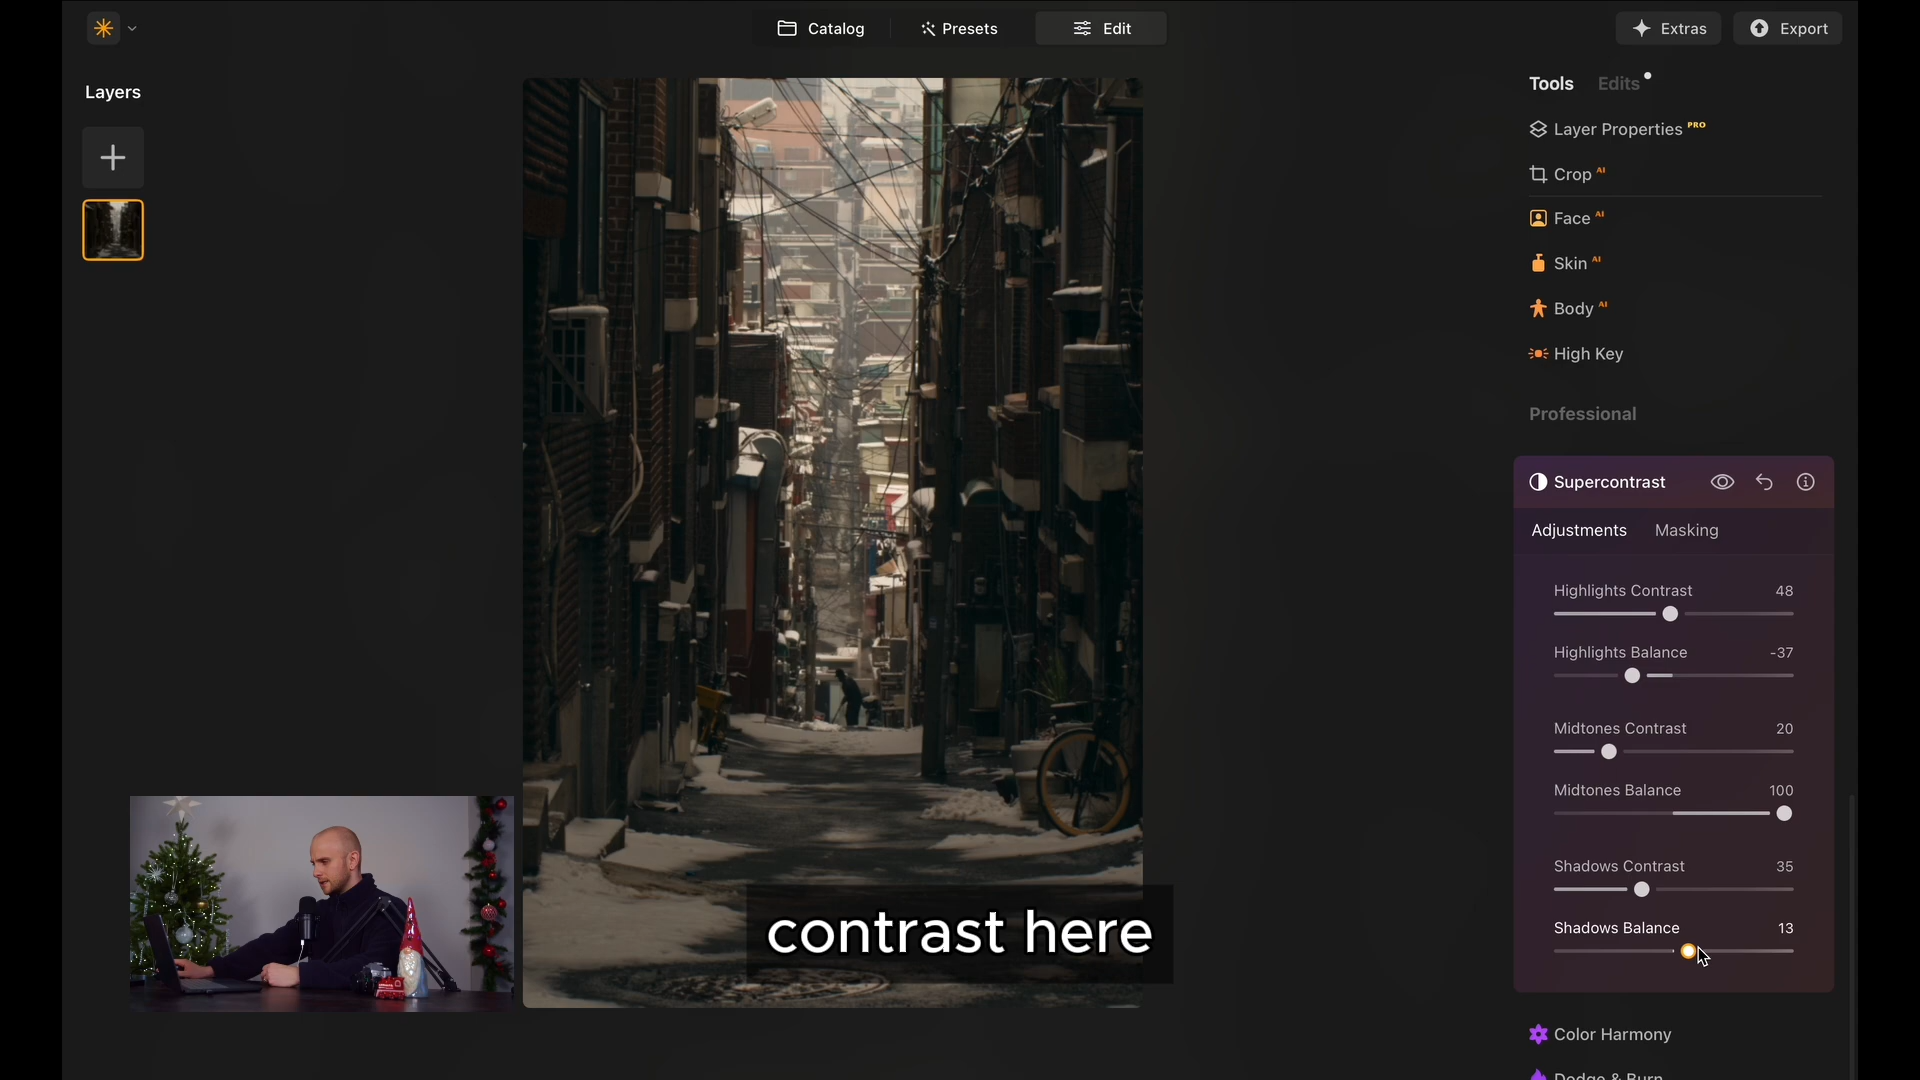 Catalog
Presets
Edit
Extras
Export
Layers
Tools
Edits
Layer Properties PRO
Crop AI
Face AI
Skin AI
Body AI
High Key
Professional
Supercontrast
Adjustments
Masking
Highlights Contrast 48
Highlights Balance -37
Midtones Contrast 20
Midtones Balance 100
Shadows Contrast 35
Shadows Balance 13
Color Harmony
Dodge & Burn
contrast here